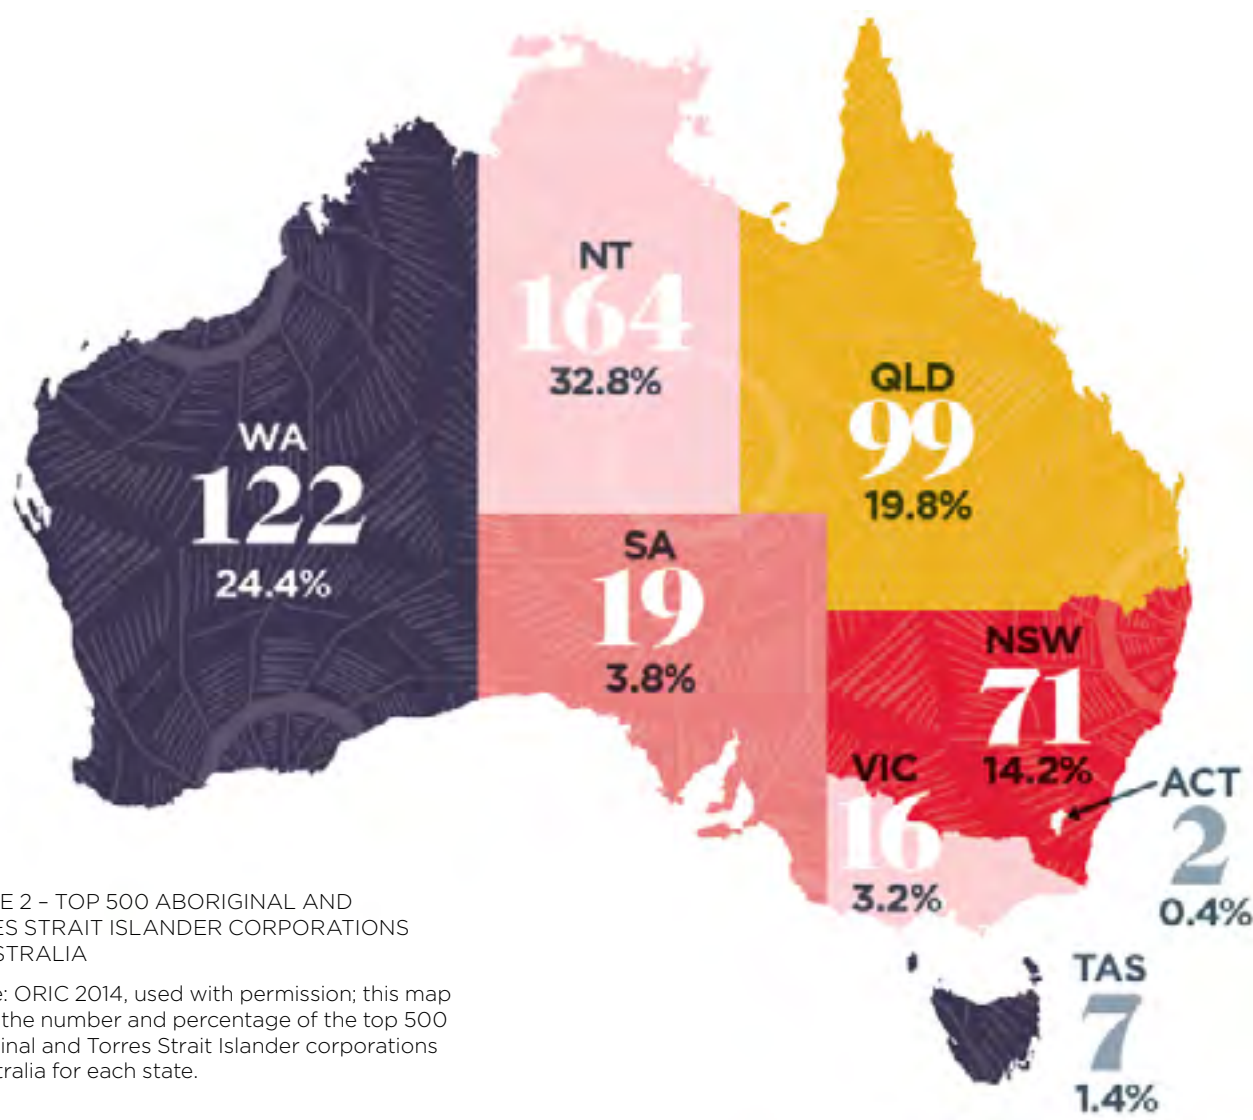 NT
164
32.8%
QLD
99
19.8%
WA
122
24.4%
SA
19
3.8%
NSW
71
14.2%
VIC
16
3.2%
ACT
2
0.4%
TAS
7
1.4%
E 2 – TOP 500 ABORIGINAL AND
ES STRAIT ISLANDER CORPORATIONS
STRALIA
e: ORIC 2014, used with permission; this map
the number and percentage of the top 500
ginal and Torres Strait Islander corporations
tralia for each state.